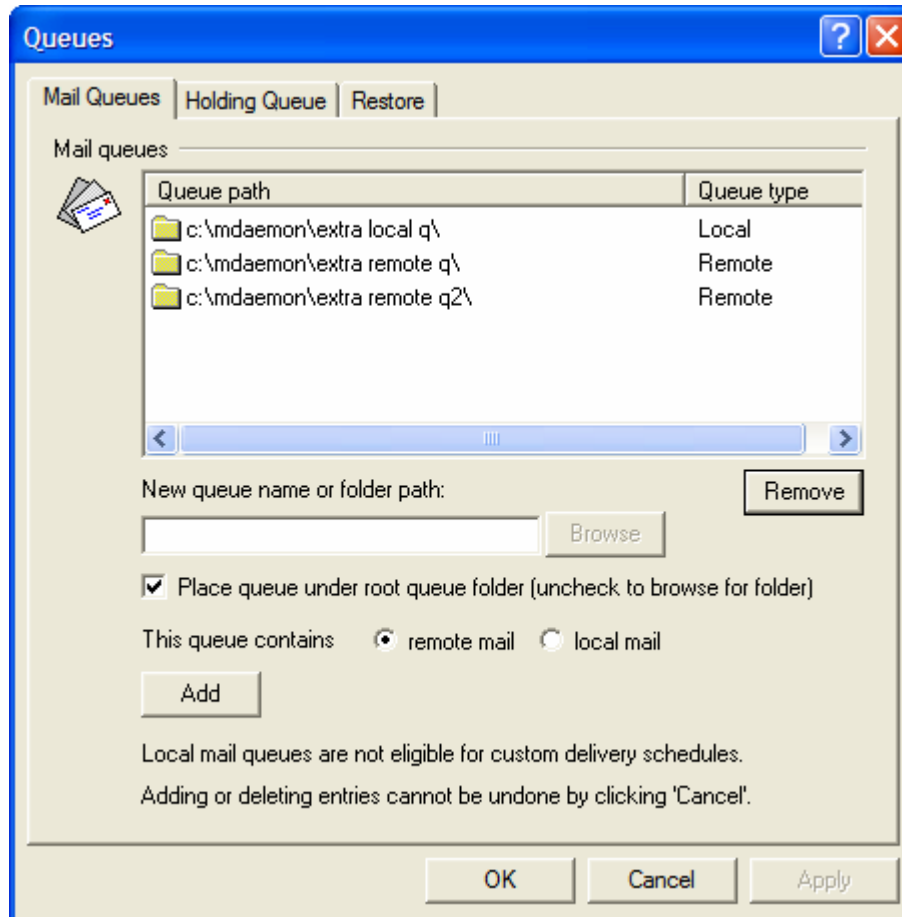 Queues
Mail Queues Holding Queue Restore
Mail queues
Queue path Queue type
c:\mdaemon\extra local q\ Local
c:\mdaemon\extra remote q\ Remote
c:\mdaemon\extra remote q2\ Remote
New queue name or folder path:
Remove
Browse
Place queue under root queue folder (uncheck to browse for folder)
This queue contains remote mail local mail
Add
Local mail queues are not eligible for custom delivery schedules.
Adding or deleting entries cannot be undone by clicking 'Cancel'.
OK Cancel Apply